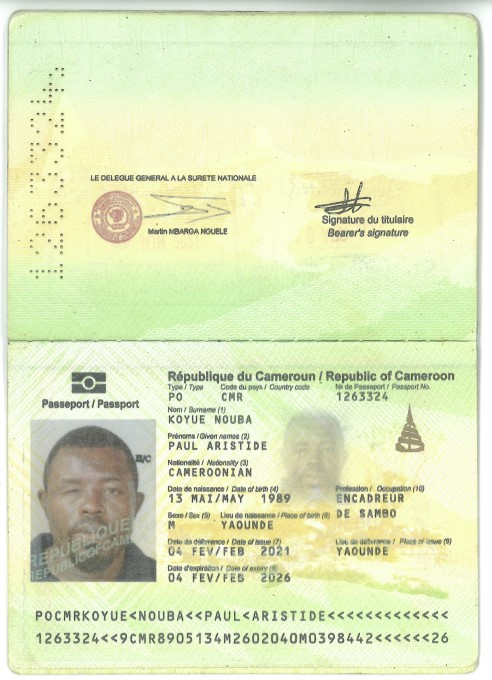 1263324
LE DELEGUE GENERAL A LA SURETE NATIONALE
Martin MBARGA NGUELE
Signature du titulaire
Bearer's signature
République du Cameroun / Republic of Cameroon
Passeport / Passport
Type / Type Code du pays / Country code № de Passeport / Passport No.
PO CMR 1263324
Nom / Surname (1)
KOYUE NOUBA
Prénoms / Given names (2)
PAUL ARISTIDE
Nationalité / Nationality (3)
CAMEROONIAN
Date de naissance / Date of birth (4) Profession / Occupation (10)
13 MAI/MAY 1989 ENCADREUR
Sexe / Sex (5) Lieu de naissance / Place of birth (6) DE SAMBO
M YAOUNDE
Date de délivrance / Date of issue (7) Lieu de délivrance / Place of issue (9)
04 FEV/FEB 2021 YAOUNDE
Date d'expiration / Date of expiry (8)
04 FEV/FEB 2026
REPUBLIQUE
REPUBLICOFCAM
POCMRKOYUE<NOUBA<<PAUL<ARISTIDE<<<<<<<<<<<<<
1263324<<9CMR8905134M2602040M0398442<<<<<<26